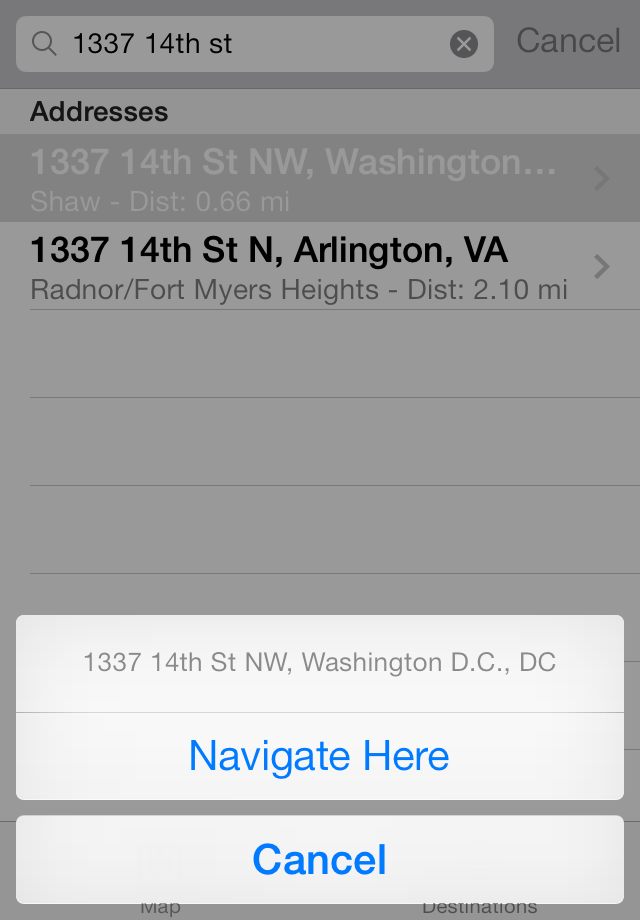 1337 14th st
Cancel
Addresses
1337 14th St NW, Washington...
Shaw - Dist: 0.66 mi
1337 14th St N, Arlington, VA
Radnor/Fort Myers Heights - Dist: 2.10 mi
1337 14th St NW, Washington D.C., DC
Navigate Here
Cancel
Map
Destinations